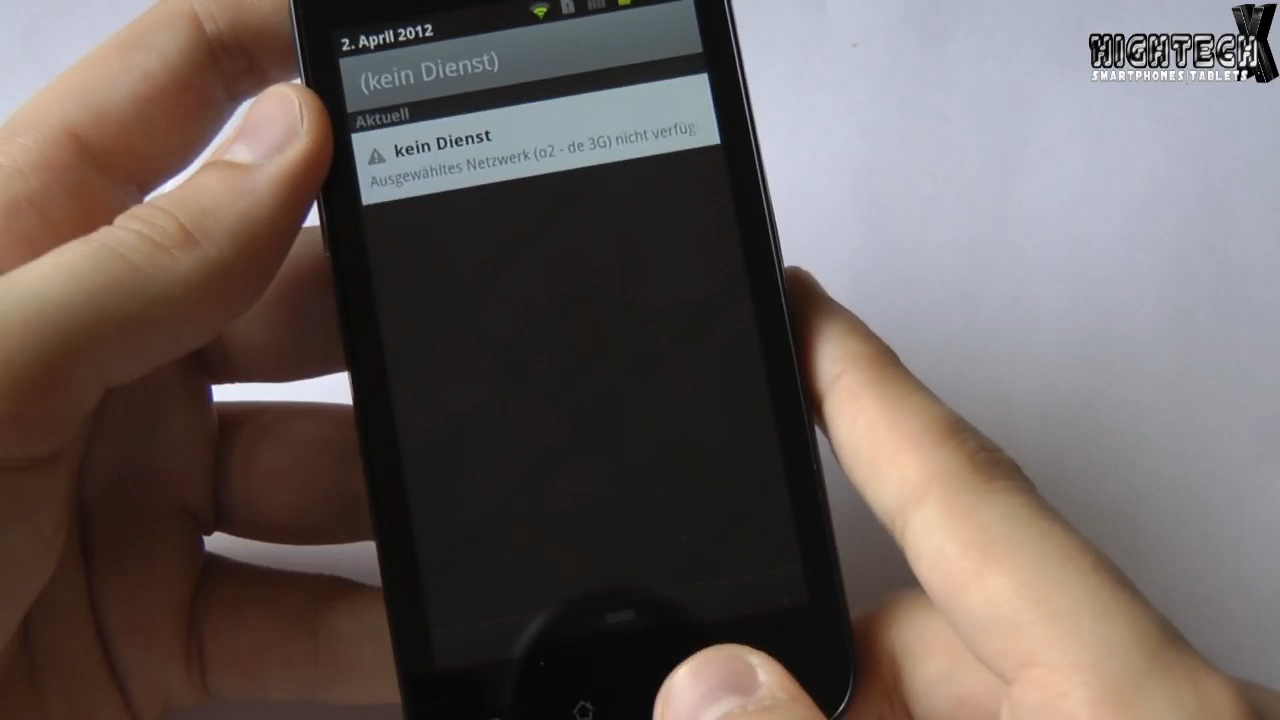 HIGHTECH X
SMARTPHONES|TABLETS
2. April 2012
(kein Dienst)
Aktuell
kein Dienst
Ausgewähltes Netzwerk (o2 - de 3G) nicht verfüg